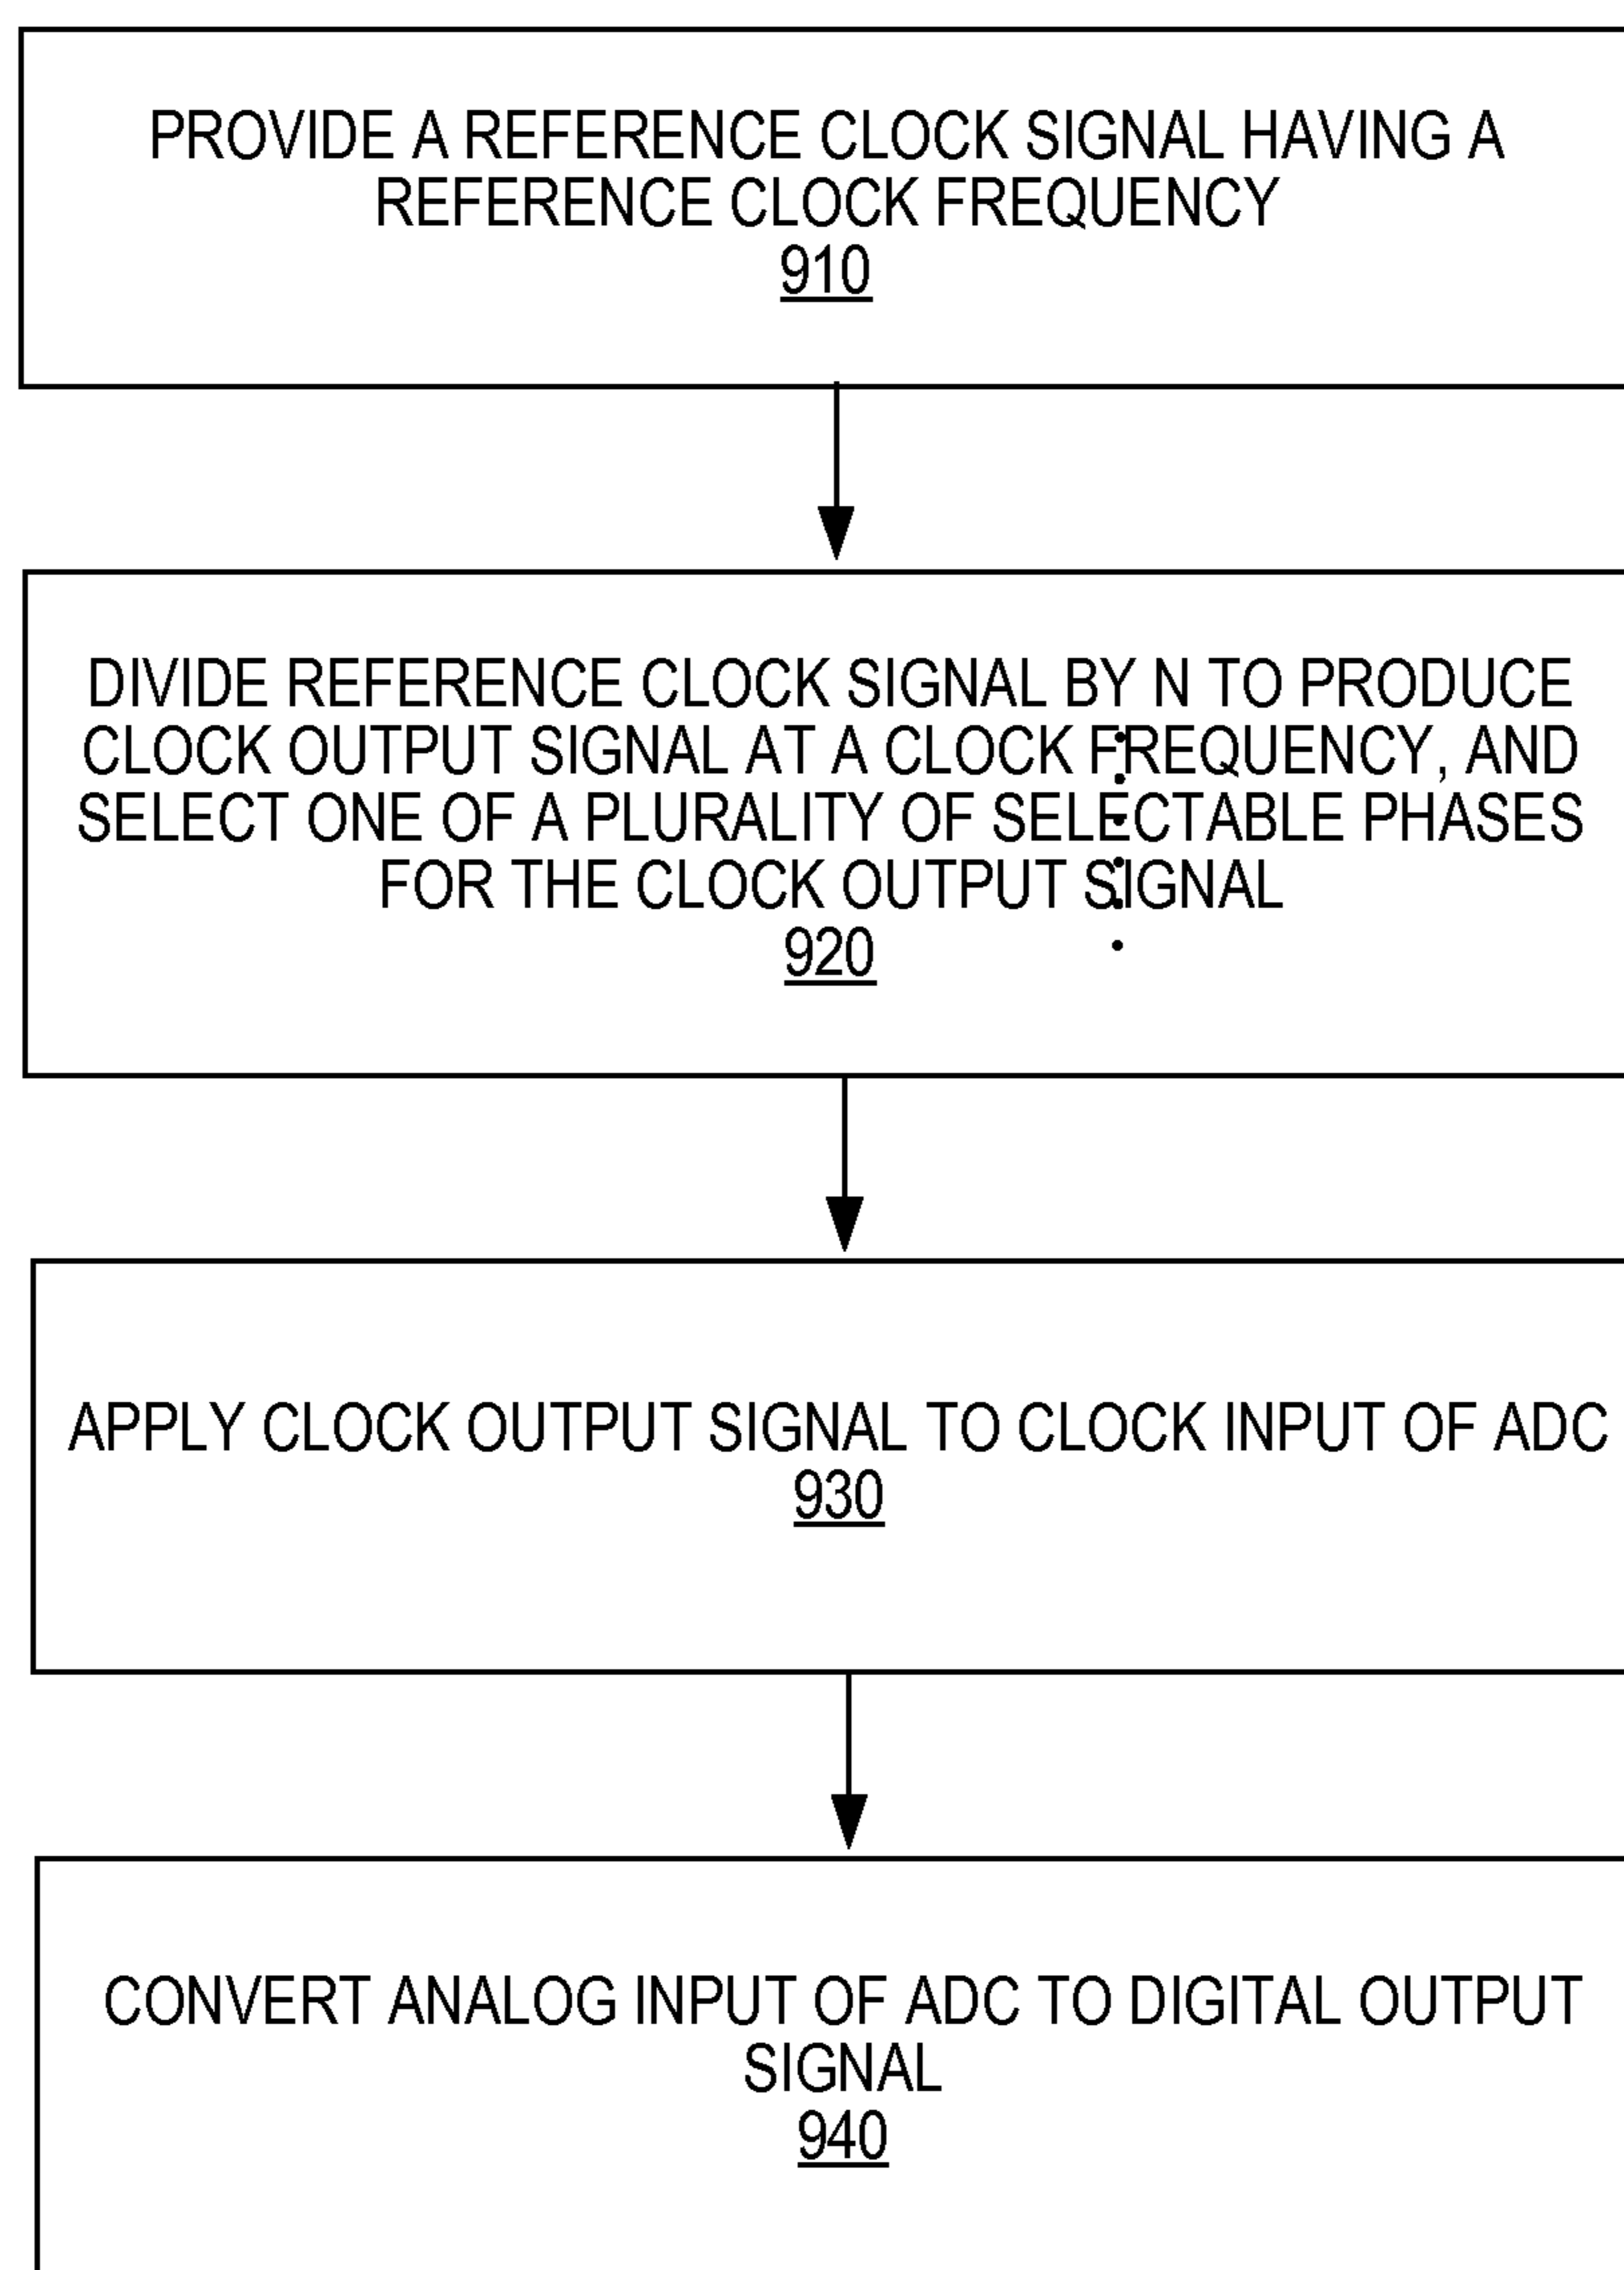 PROVIDE A REFERENCE CLOCK SIGNAL HAVING A
REFERENCE CLOCK FREQUENCY
910
DIVIDE REFERENCE CLOCK SIGNAL BY N TO PRODUCE
CLOCK OUTPUT SIGNAL AT A CLOCK FREQUENCY, AND
SELECT ONE OF A PLURALITY OF SELECTABLE PHASES
FOR THE CLOCK OUTPUT SIGNAL
920
APPLY CLOCK OUTPUT SIGNAL TO CLOCK INPUT OF ADC
930
CONVERT ANALOG INPUT OF ADC TO DIGITAL OUTPUT
SIGNAL
940